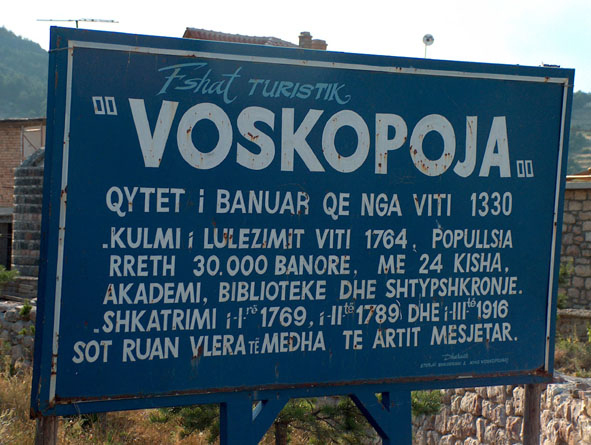 Fshat TURISTIK
"VOSKOPOJA"
QYTET i BANUAR QE NGA VITI 1330
.KULMI i LULEZIMIT VITI 1764, POPULLSIA
RRETH 30.000 BANORE, ME 24 KISHA,
AKADEMI, BIBLIOTEKE DHE SHTYPSHKRONJE.
.SHKATRIMI i-I rë 1769, i-II të 1789) DHE i-III të 1916
SOT RUAN VLERA të MEDHA TE ARTIT MESJETAR.